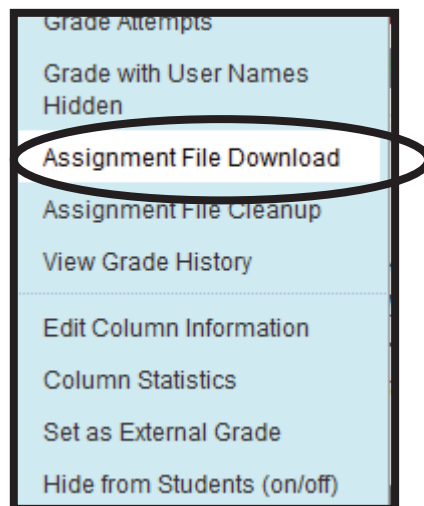 Grade Attempts
Grade with User Names
Hidden
Assignment File Download
Assignment File Cleanup
View Grade History
Edit Column Information
Column Statistics
Set as External Grade
Hide from Students (on/off)